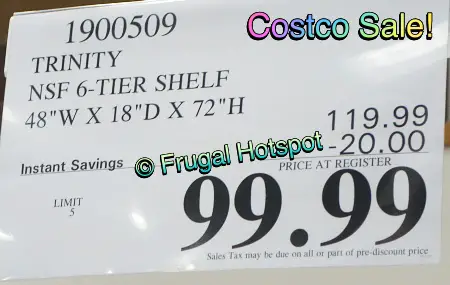 Costco Sale!
1900509
TRINITY
NSF 6-TIER SHELF
48"W X 18"D X 72"H
119.99
Instant Savings -20.00
© Frugal Hotspot
PRICE AT REGISTER
LIMIT
5
99.99
Sales Tax may be due on all or part of pre-discount price